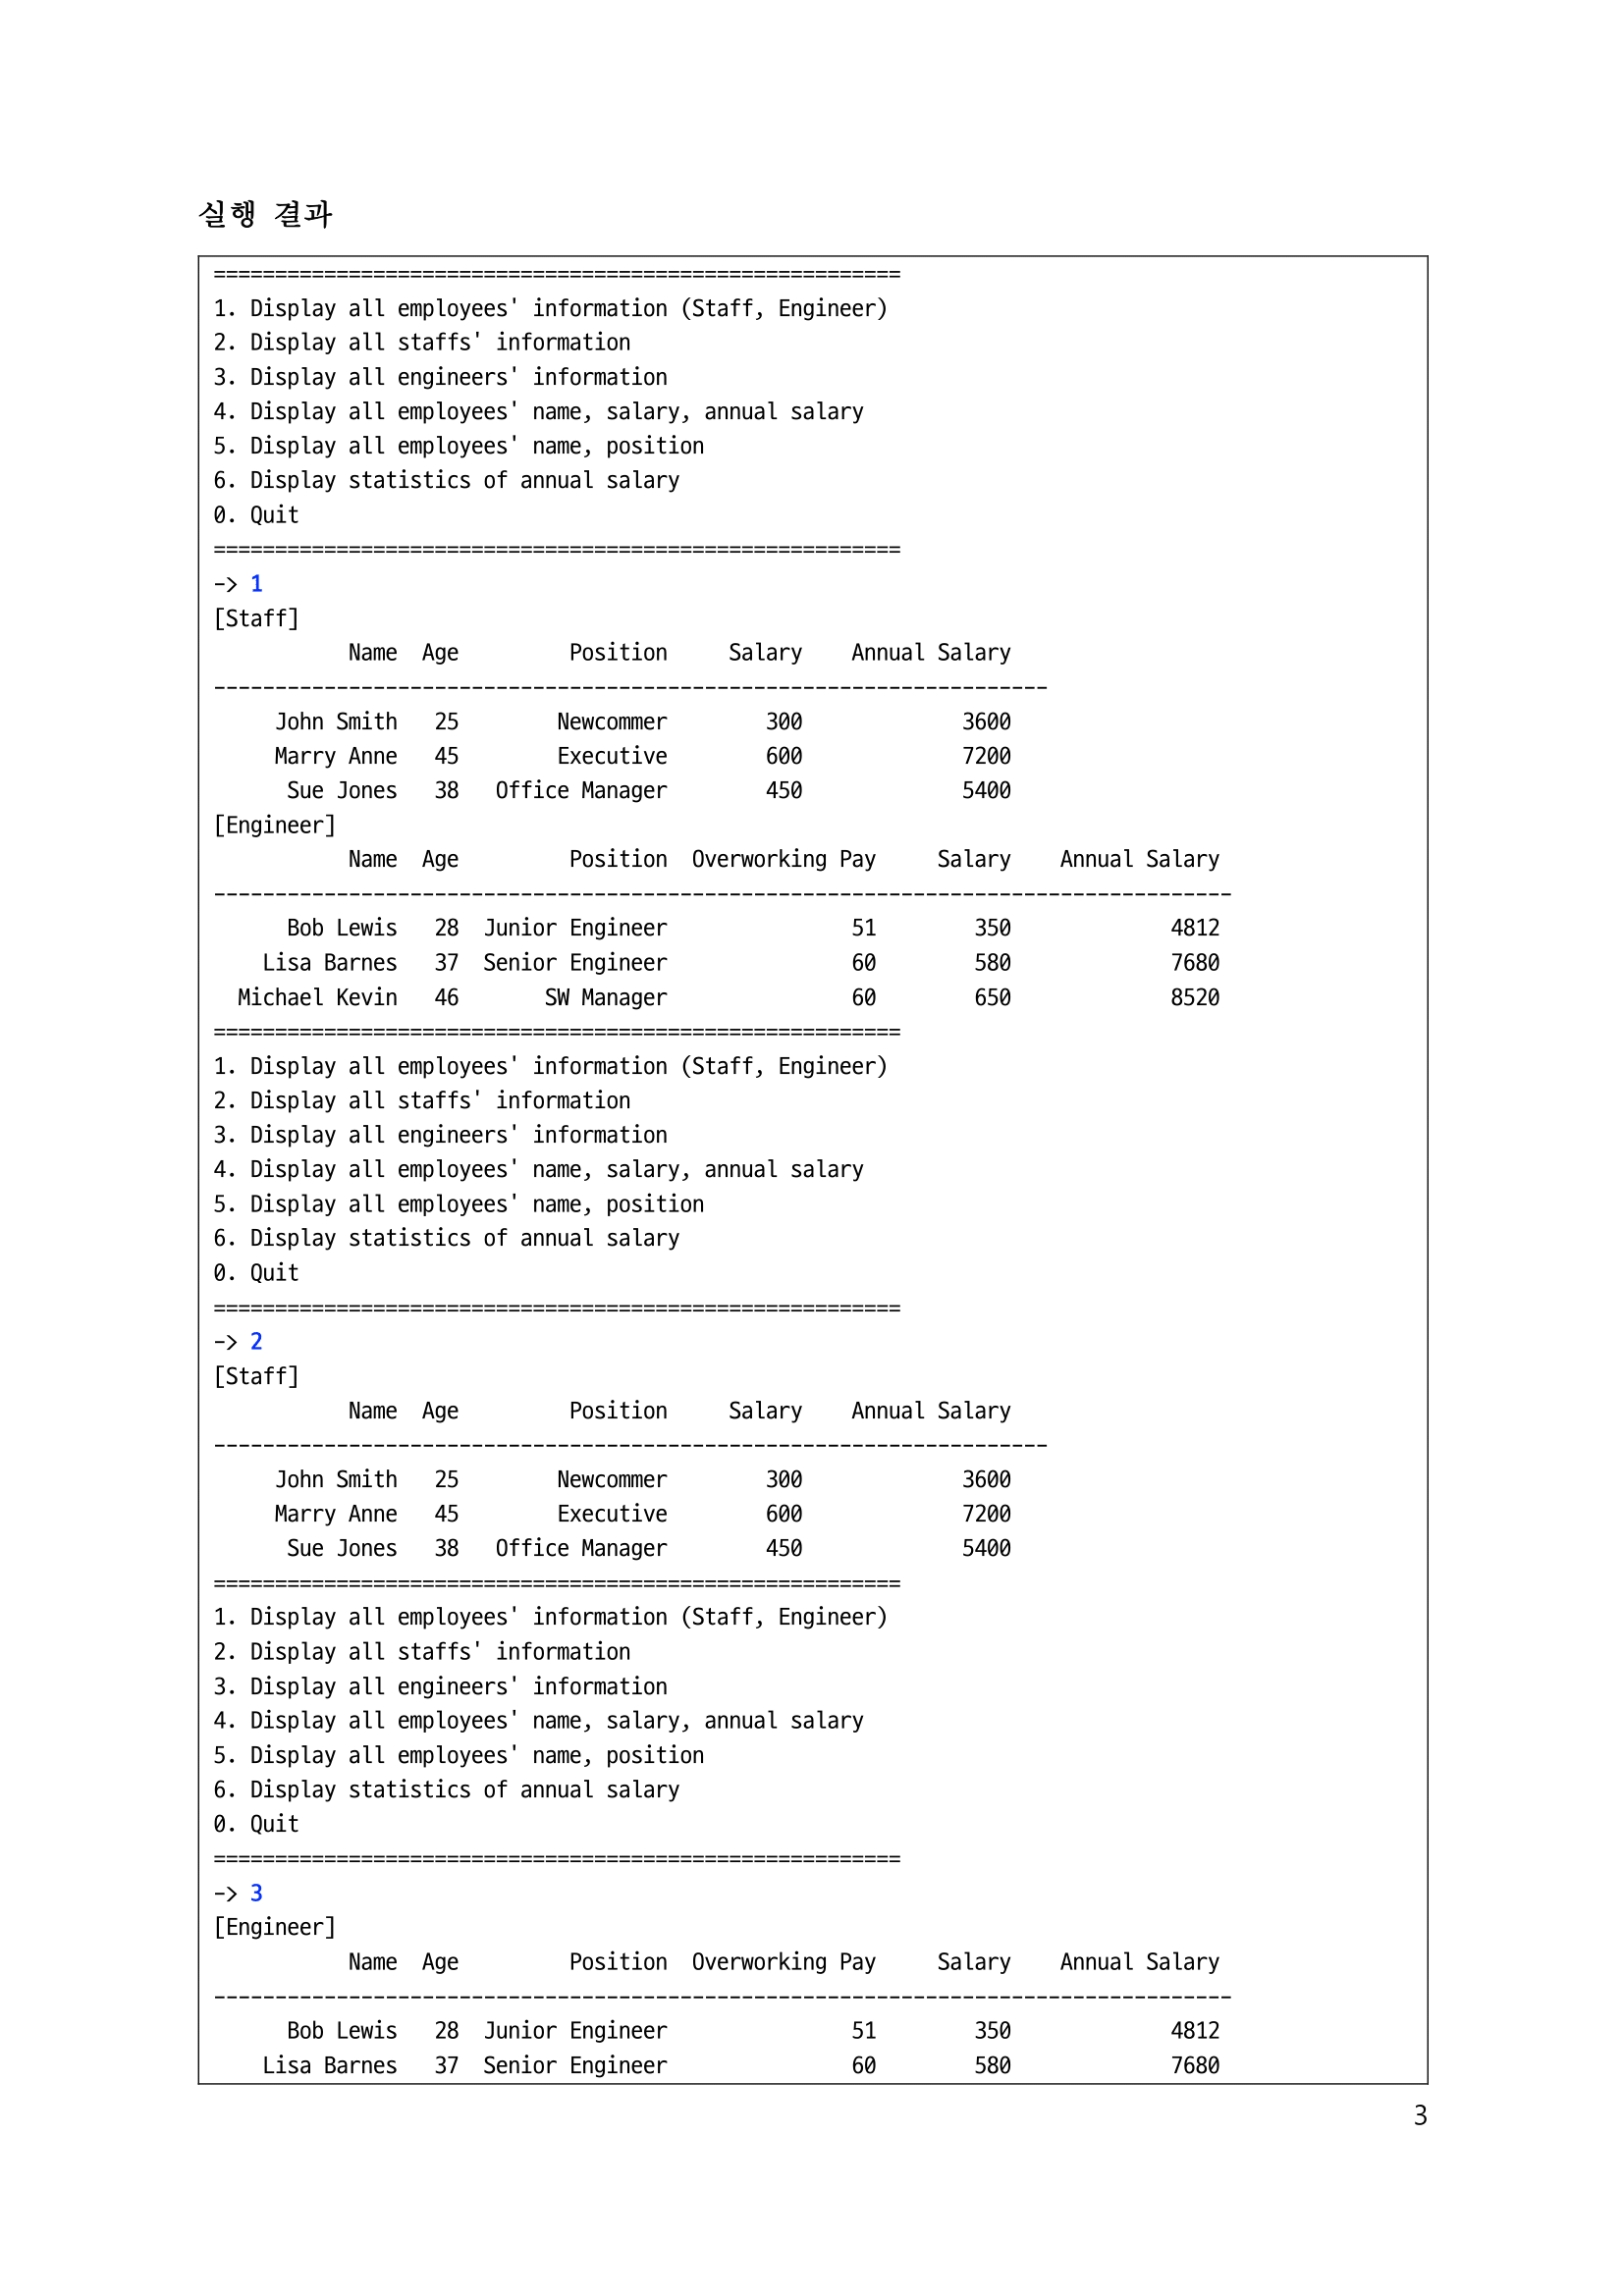 실행 결과
========================================================
1. Display all employees' information (Staff, Engineer)
2. Display all staffs' information
3. Display all engineers' information
4. Display all employees' name, salary, annual salary
5. Display all employees' name, position
6. Display statistics of annual salary
0. Quit
========================================================
-> 1
[Staff]
           Name  Age         Position     Salary    Annual Salary
--------------------------------------------------------------------
     John Smith   25        Newcommer        300             3600
     Marry Anne   45        Executive        600             7200
      Sue Jones   38   Office Manager        450             5400
[Engineer]
           Name  Age         Position  Overworking Pay     Salary    Annual Salary
-----------------------------------------------------------------------------------
      Bob Lewis   28  Junior Engineer               51        350             4812
    Lisa Barnes   37  Senior Engineer               60        580             7680
  Michael Kevin   46       SW Manager               60        650             8520
========================================================
1. Display all employees' information (Staff, Engineer)
2. Display all staffs' information
3. Display all engineers' information
4. Display all employees' name, salary, annual salary
5. Display all employees' name, position
6. Display statistics of annual salary
0. Quit
========================================================
-> 2
[Staff]
           Name  Age         Position     Salary    Annual Salary
--------------------------------------------------------------------
     John Smith   25        Newcommer        300             3600
     Marry Anne   45        Executive        600             7200
      Sue Jones   38   Office Manager        450             5400
========================================================
1. Display all employees' information (Staff, Engineer)
2. Display all staffs' information
3. Display all engineers' information
4. Display all employees' name, salary, annual salary
5. Display all employees' name, position
6. Display statistics of annual salary
0. Quit
========================================================
-> 3
[Engineer]
           Name  Age         Position  Overworking Pay     Salary    Annual Salary
-----------------------------------------------------------------------------------
      Bob Lewis   28  Junior Engineer               51        350             4812
    Lisa Barnes   37  Senior Engineer               60        580             7680
3